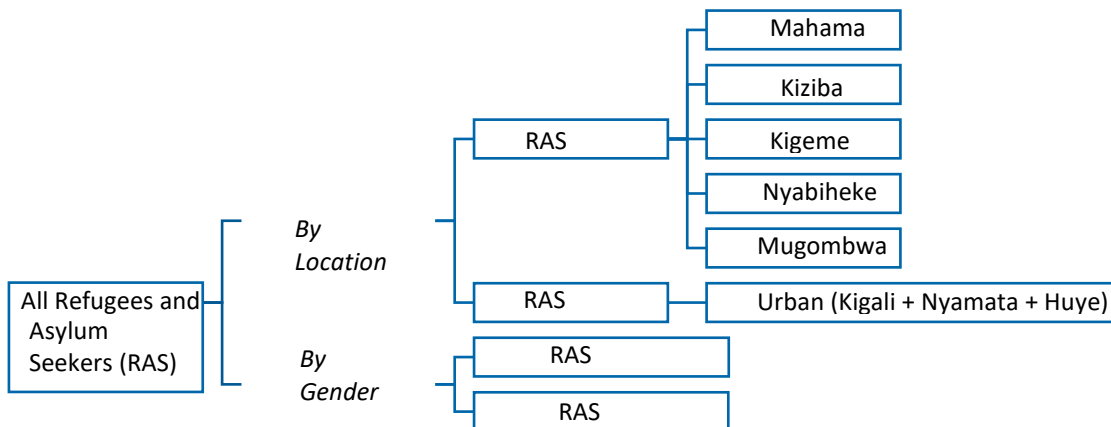 Mahama
Kiziba
RAS
Kigeme
Nyabiheke
By
Location
Mugombwa
All Refugees and
Asylum
Seekers (RAS)
RAS
Urban (Kigali + Nyamata + Huye)
By
Gender
RAS
RAS